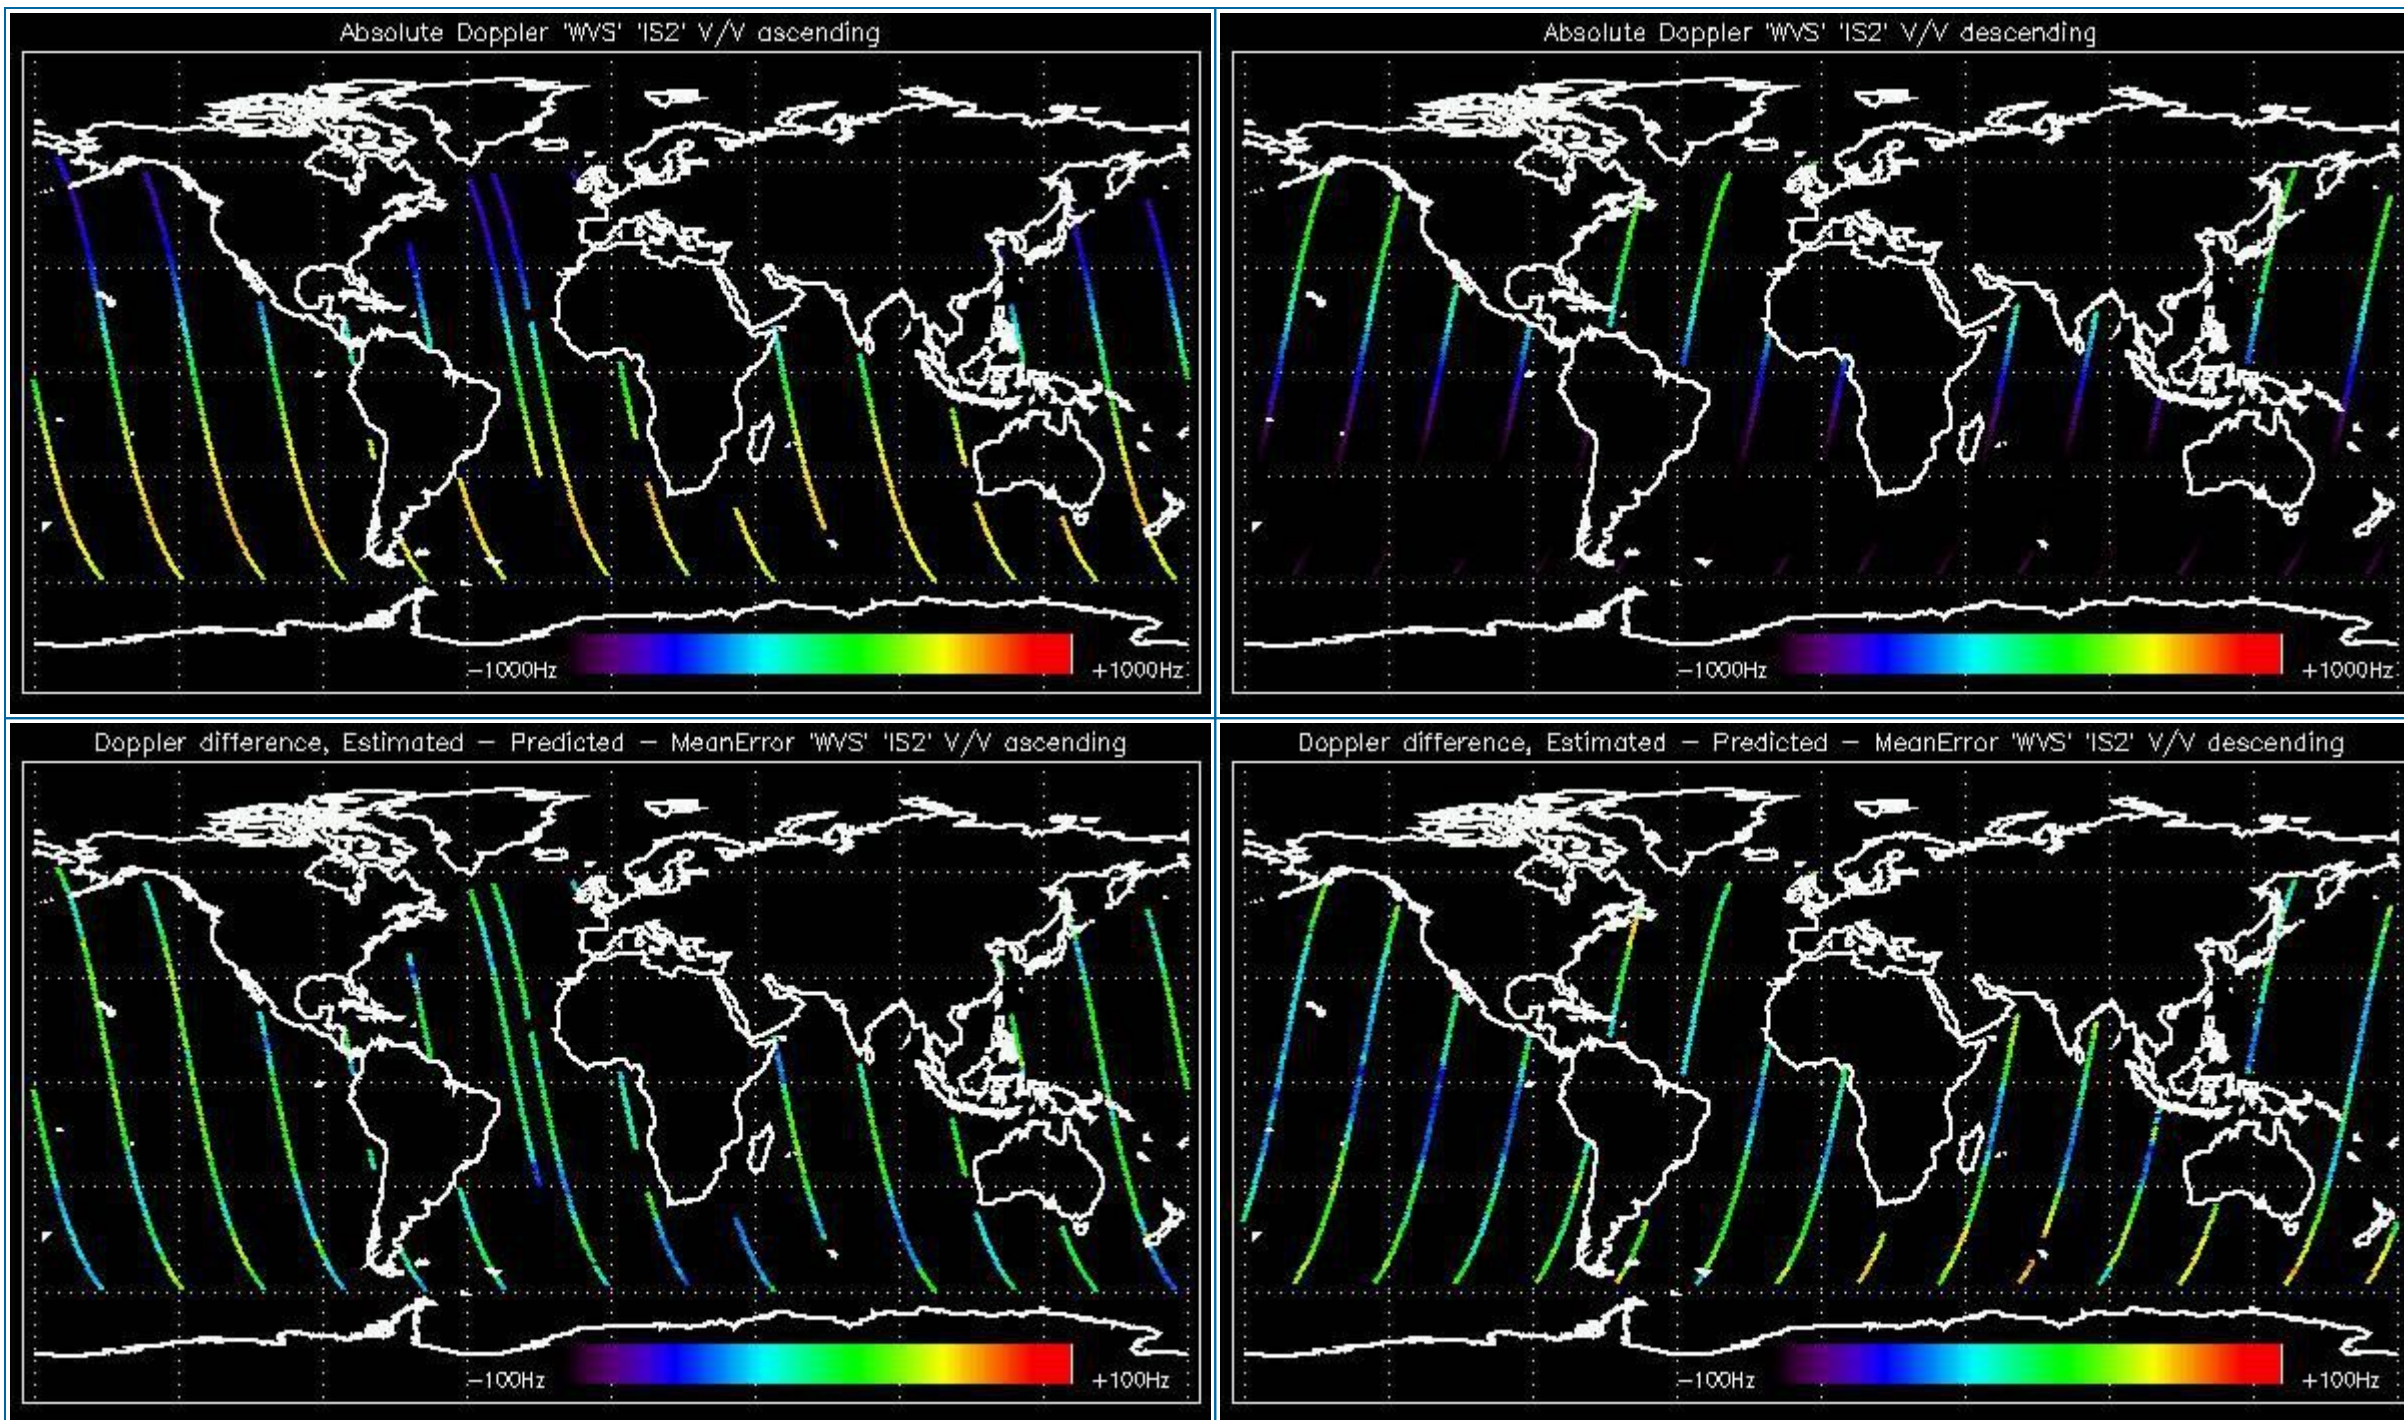 Absolute Doppler 'WVS' 'IS2' V/V ascending
-1000Hz
+1000Hz
Absolute Doppler 'WVS' 'IS2' V/V descending
-1000Hz
+1000Hz
Doppler difference, Estimated - Predicted - MeanError 'WVS' 'IS2' V/V ascending
-100Hz
+100Hz
Doppler difference, Estimated - Predicted - MeanError 'WVS' 'IS2' V/V descending
-100Hz
+100Hz